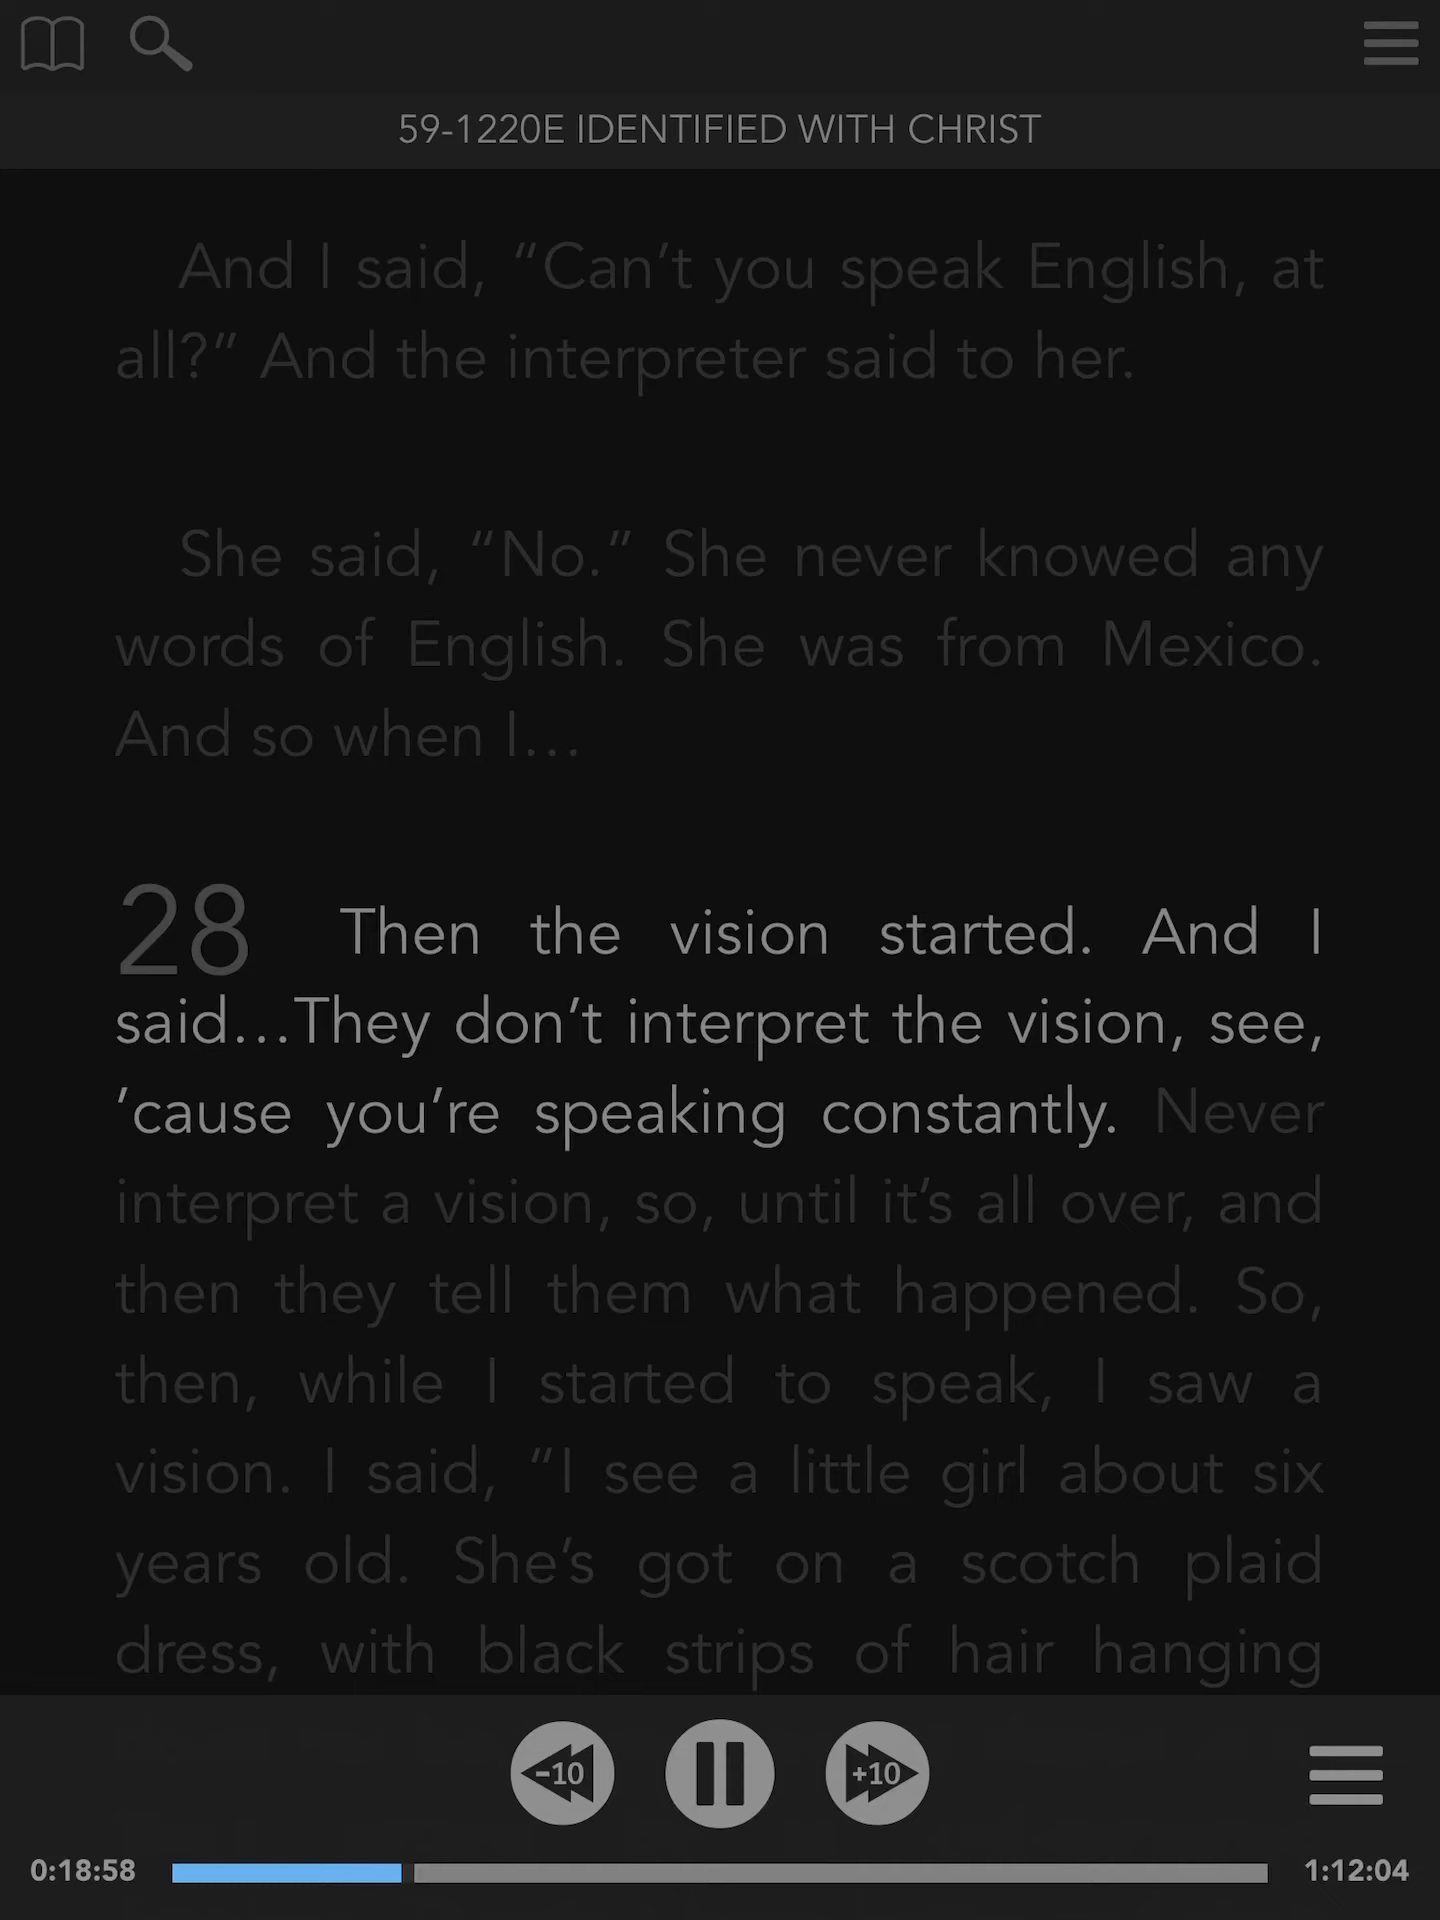 59-1220E IDENTIFIED WITH CHRIST
And I said, “Can’t you speak English, at
all?” And the interpreter said to her.
She said, “No.” She never knowed any
words of English. She was from Mexico.
And so when I…
28 Then the vision started. And I
said…They don’t interpret the vision, see,
’cause you’re speaking constantly. Never
interpret a vision, so, until it’s all over, and
then they tell them what happened. So,
then, while I started to speak, I saw a
vision. I said, “I see a little girl about six
years old. She’s got on a scotch plaid
dress, with black strips of hair hanging
-10 +10
0:18:58 1:12:04